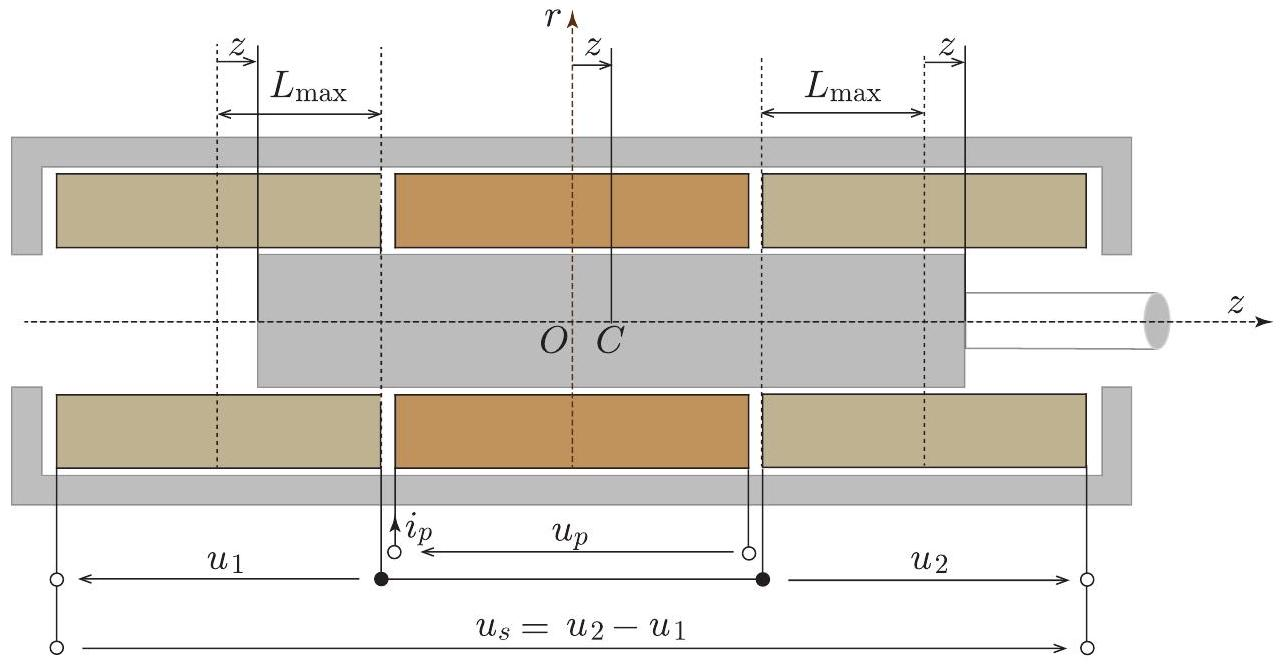 r
z z z
L_max L_max
z
O C
i_p u_p
u_1 u_2
u_s = u_2 − u_1